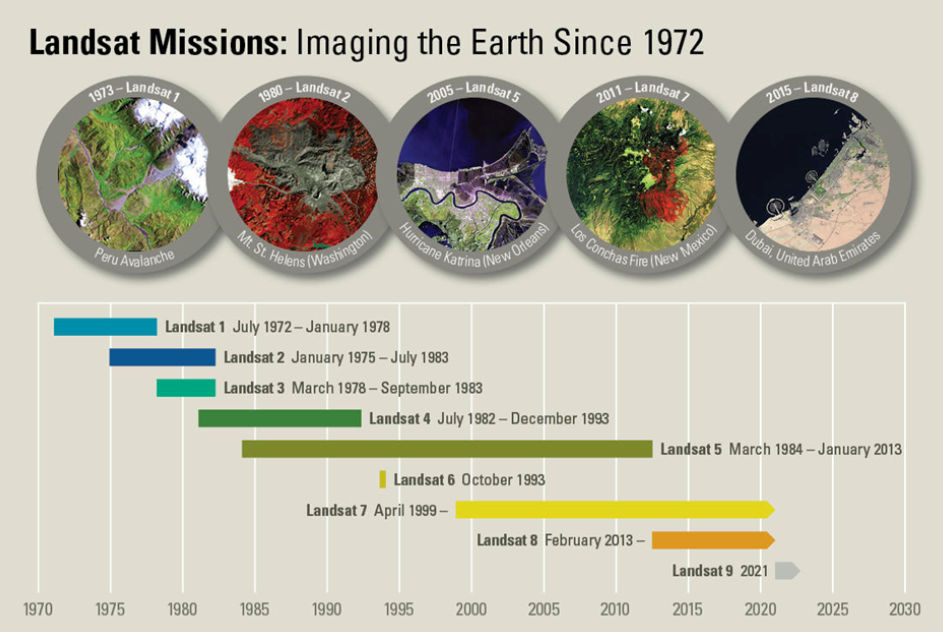 Landsat Missions: Imaging the Earth Since 1972
1973 – Landsat 1
Peru Avalanche
1980 – Landsat 2
Mt. St. Helens (Washington)
2005 – Landsat 5
Hurricane Katrina (New Orleans)
2011 – Landsat 7
Los Conchas Fire (New Mexico)
2015 – Landsat 8
Dubai, United Arab Emirates
Landsat 1 July 1972 – January 1978
Landsat 2 January 1975 – July 1983
Landsat 3 March 1978 – September 1983
Landsat 4 July 1982 – December 1993
Landsat 5 March 1984 – January 2013
Landsat 6 October 1993
Landsat 7 April 1999 –
Landsat 8 February 2013 –
Landsat 9 2021
1970 1975 1980 1985 1990 1995 2000 2005 2010 2015 2020 2025 2030